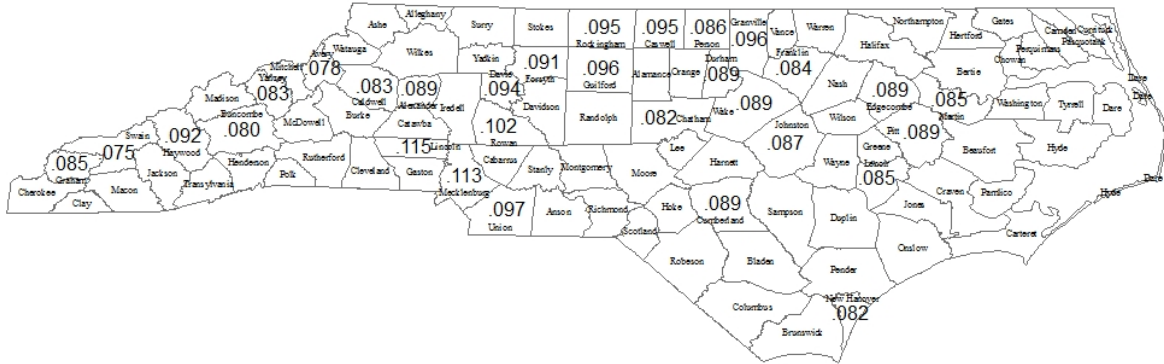 Alleghany
Ashe
Surry
Stokes
.095
Rockingham
.095
Caswell
.086
Person
Granville
.096
Vance
Warren
Northampton
Gates
Camden
Currituck
Pasquotank
Perquimans
Chowan
Hertford
Halifax
Bertie
Franklin
.084
Watauga
Wilkes
Yadkin
.091
Forsyth
.096
Guilford
Alamance
Orange
Durham
.089
Avery
.078
Mitchell
Yancey
.083
Madison
.083
Caldwell
.089
Alexander
Iredell
Davie
.094
Davidson
Randolph
.082
Chatham
Wake
.089
Nash
.089
Edgecombe
.085
Martin
Washington
Tyrrell
Dare
Dare
Dare
Buncombe
.080
McDowell
Burke
Catawba
.102
Rowan
Johnston
.087
Wilson
Pitt
.089
Greene
Beaufort
Hyde
Swain
.075
.092
Haywood
.085
Graham
Henderson
Rutherford
.115
Lincoln
Cabarrus
Stanly
Montgomery
Moore
Lee
Harnett
Wayne
Lenoir
.085
Craven
Pamlico
Cherokee
Clay
Macon
Jackson
Transylvania
Polk
Cleveland
Gaston
.113
Mecklenburg
.097
Union
Anson
Richmond
Scotland
Hoke
.089
Cumberland
Sampson
Duplin
Jones
Carteret
Hyde
Dare
Onslow
Robeson
Bladen
Pender
Columbus
New Hanover
.082
Brunswick